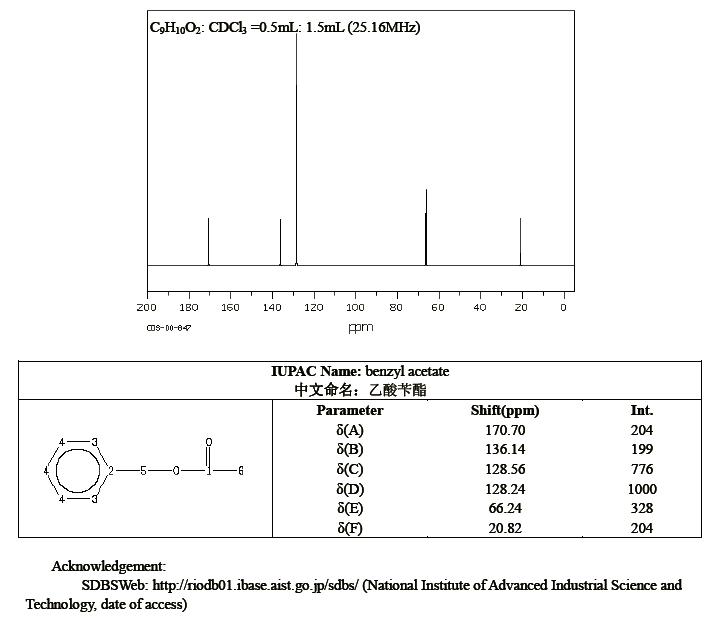 C₉H₁₀O₂: CDCl₃ =0.5mL: 1.5mL (25.16MHz)
200 180 160 140 120 100 80 60 40 20 0
CDS-00-847
ppm
IUPAC Name: benzyl acetate
中文命名：乙酸苄酯
Parameter Shift(ppm) Int.
δ(A) 170.70 204
δ(B) 136.14 199
δ(C) 128.56 776
δ(D) 128.24 1000
δ(E) 66.24 328
δ(F) 20.82 204
O
4 3
4 2 5 O 1 6
4 3
Acknowledgement:
SDBSWeb: http://riodb01.ibase.aist.go.jp/sdbs/ (National Institute of Advanced Industrial Science and
Technology, date of access)